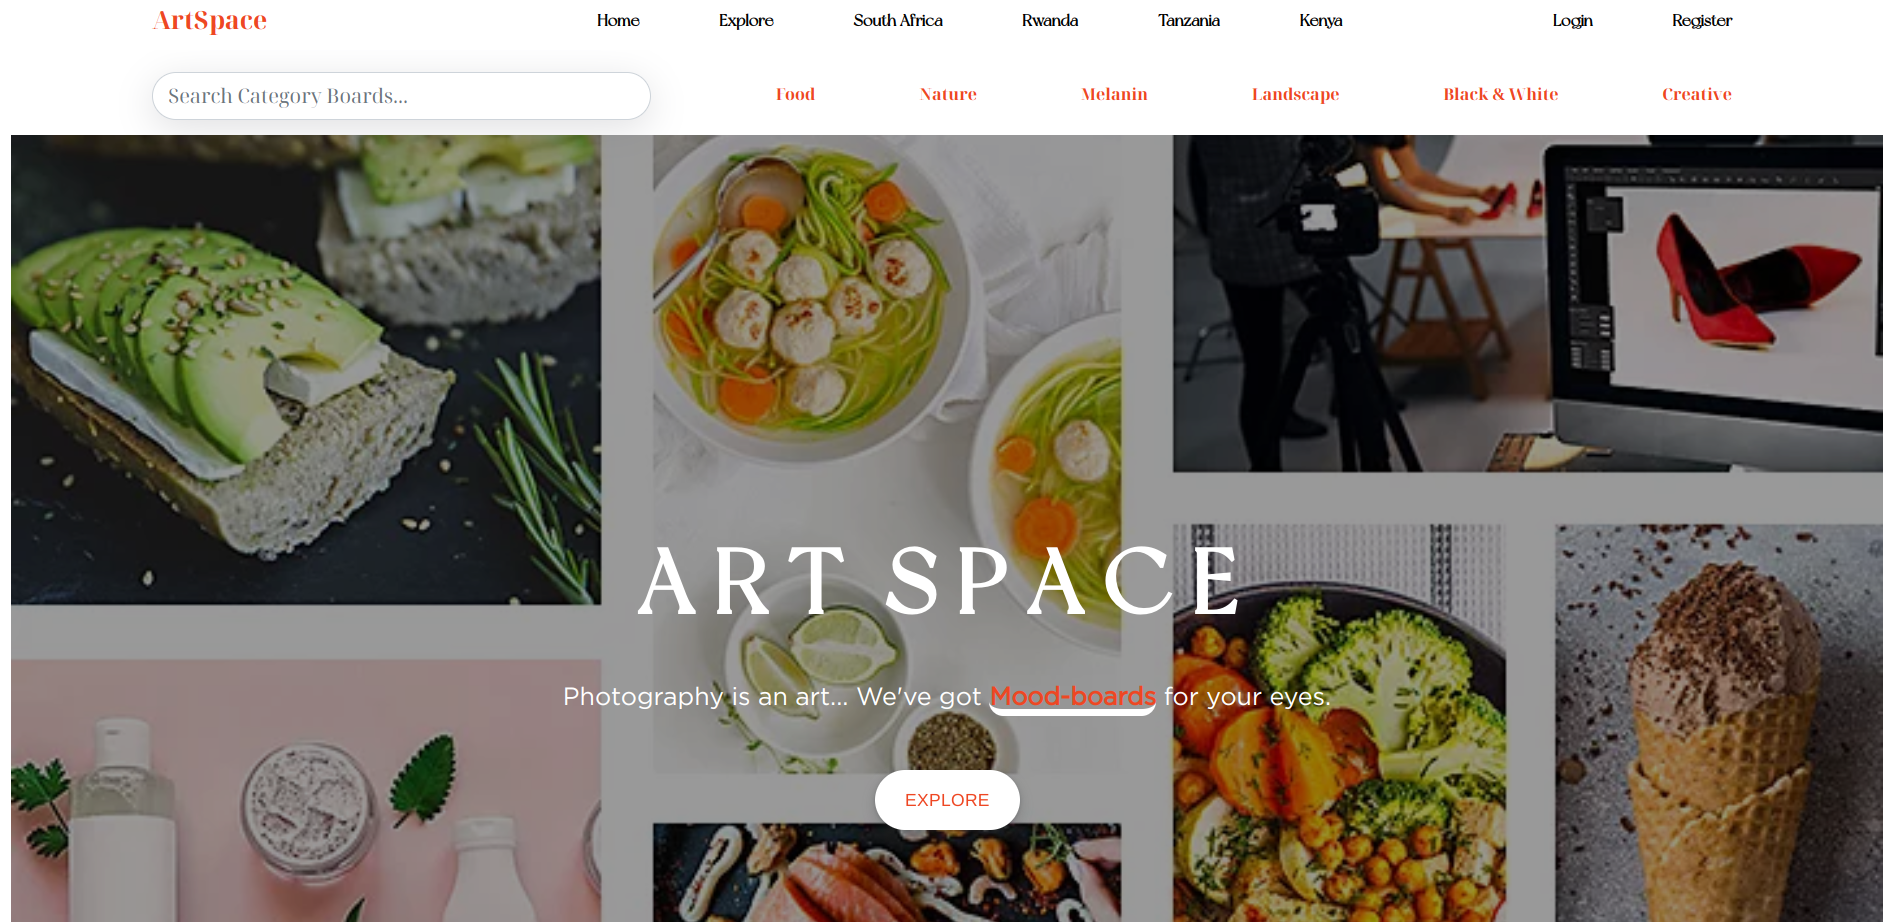 ArtSpace Home Explore South Africa Rwanda Tanzania Kenya Login Register
Search Category Boards... Food Nature Melanin Landscape Black & White Creative
ART SPACE
Photography is an art... We've got Mood-boards for your eyes.
EXPLORE